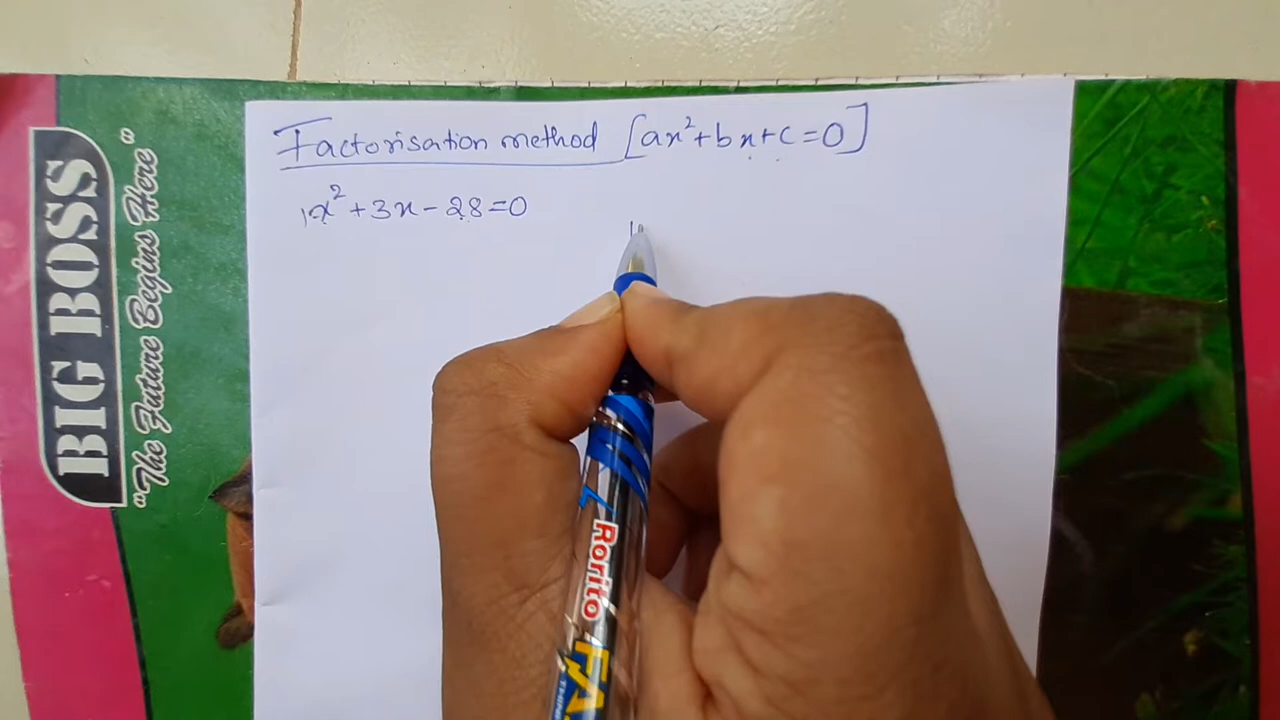 Factorisation method [ax²+bx+c=0]
1x²+3x-28=0
BIG BOSS
"The Future Begins Here"
Rorito